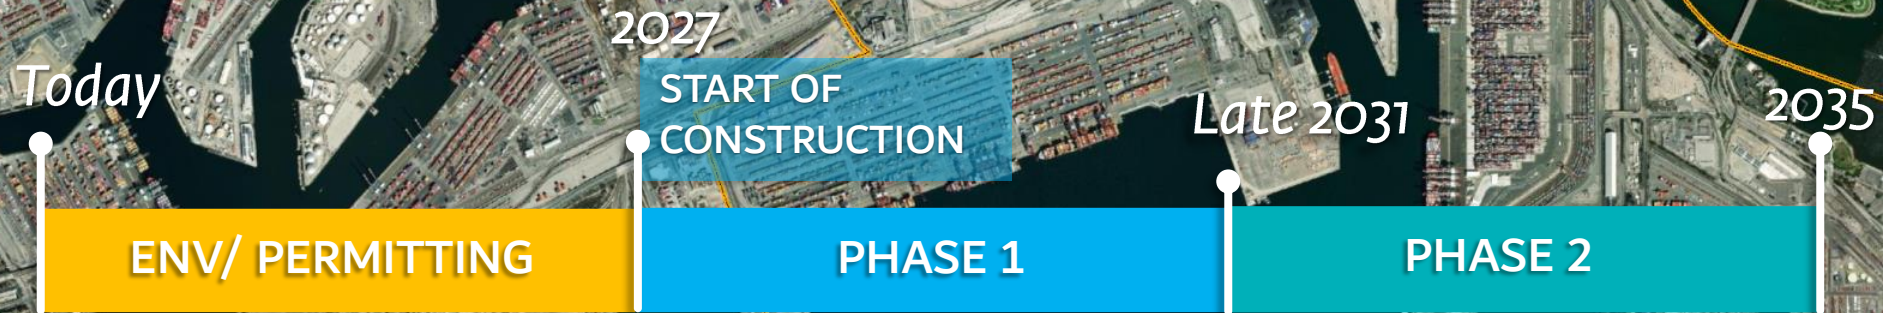 Today
2027
START OF
CONSTRUCTION
Late 2031
2035
ENV/ PERMITTING
PHASE 1
PHASE 2